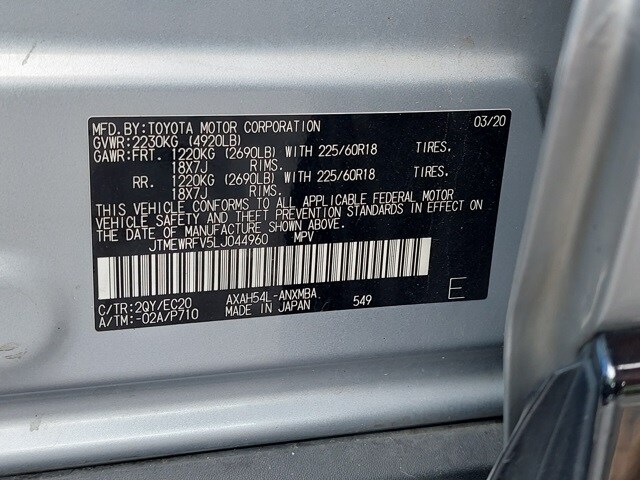 MFD.BY:TOYOTA MOTOR CORPORATION 03/20
GVWR:2230KG (4920LB)
GAWR:FRT. 1220KG (2690LB) WITH 225/60R18 TIRES.
18X7J RIMS.
RR. 1220KG (2690LB) WITH 225/60R18 TIRES.
18X7J RIMS.
THIS VEHICLE CONFORMS TO ALL APPLICABLE FEDERAL MOTOR
VEHICLE SAFETY AND THEFT PREVENTION STANDARDS IN EFFECT ON
THE DATE OF MANUFACTURE SHOWN ABOVE.
JTMEWRFV5LJ044960 MPV
C/TR:2QY/EC20 AXAH54L-ANXMBA
A/TM:-02A/P710 MADE IN JAPAN 549 E